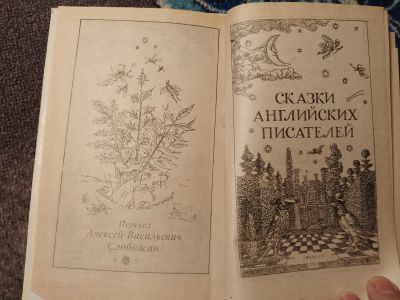 Перевел
Алексей Васильевич
Слобожан
СКАЗКИ
АНГЛИЙСКИХ
ПИСАТЕЛЕЙ